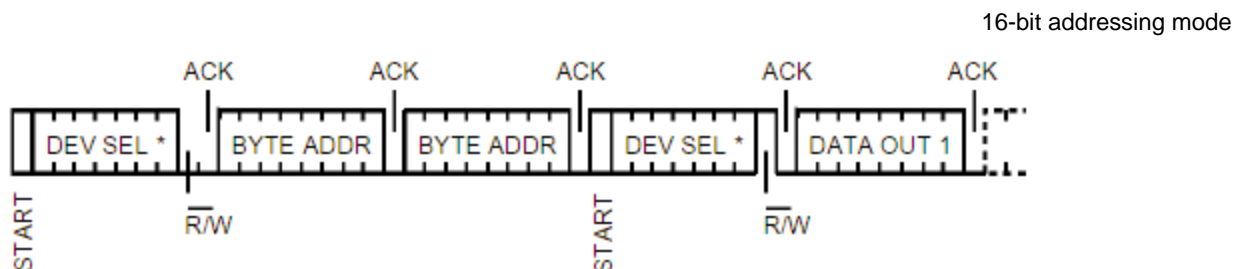 16-bit addressing mode
ACK ACK ACK ACK ACK
DEV SEL * BYTE ADDR BYTE ADDR DEV SEL * DATA OUT 1
START R/W START R/W